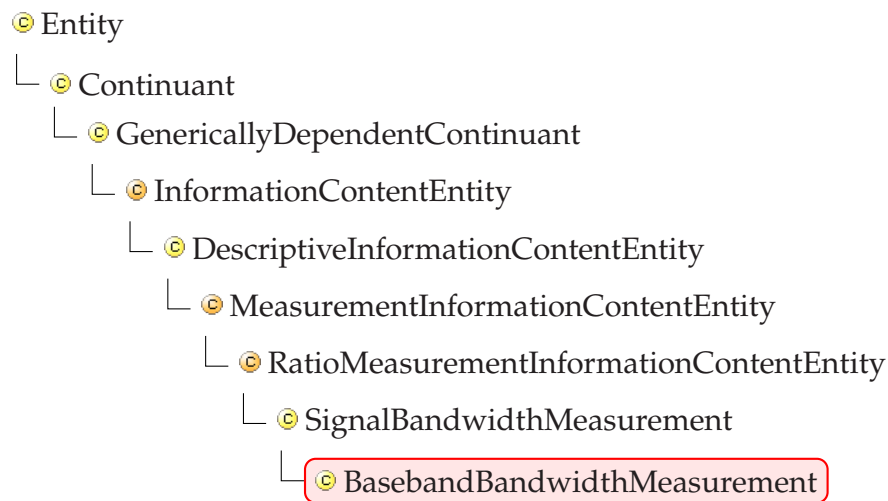 Entity
Continuant
GenericallyDependentContinuant
InformationContentEntity
DescriptiveInformationContentEntity
MeasurementInformationContentEntity
RatioMeasurementInformationContentEntity
SignalBandwidthMeasurement
BasebandBandwidthMeasurement